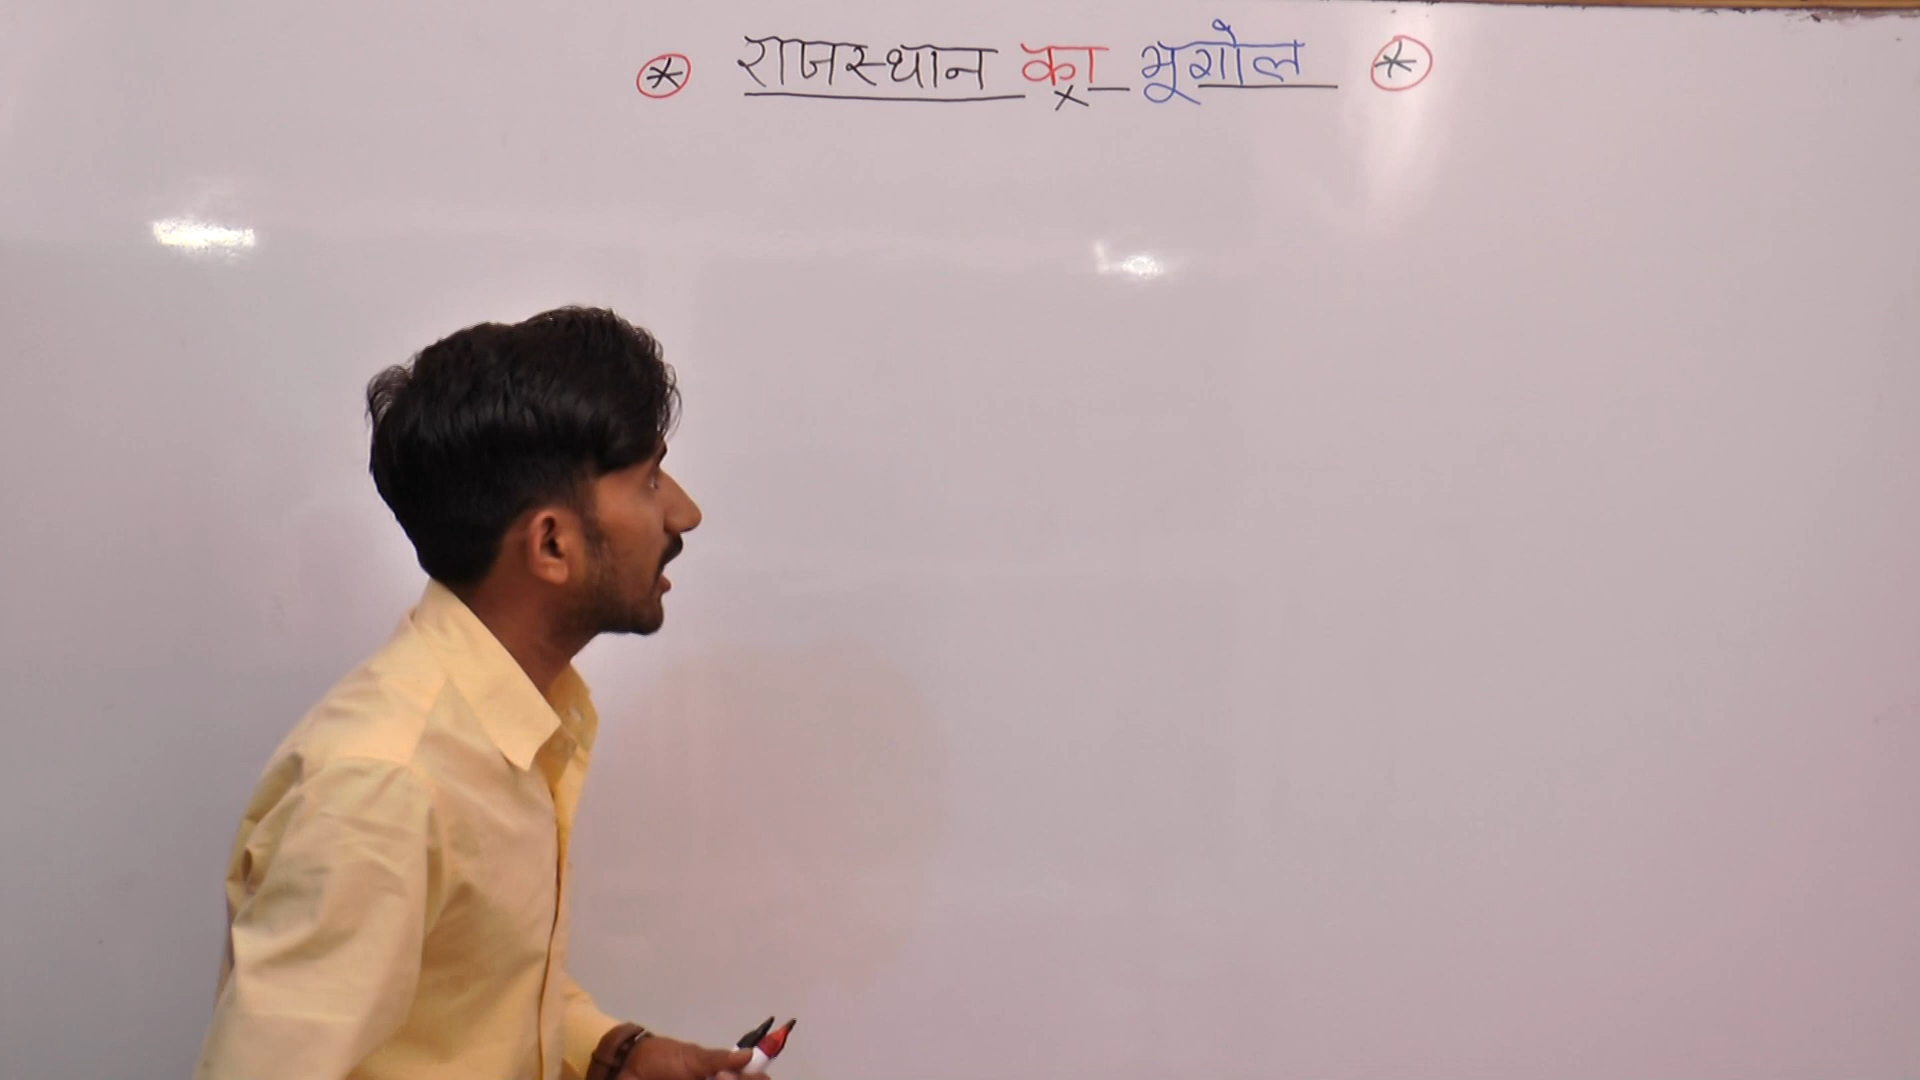 * राजस्थान का भूगोल *